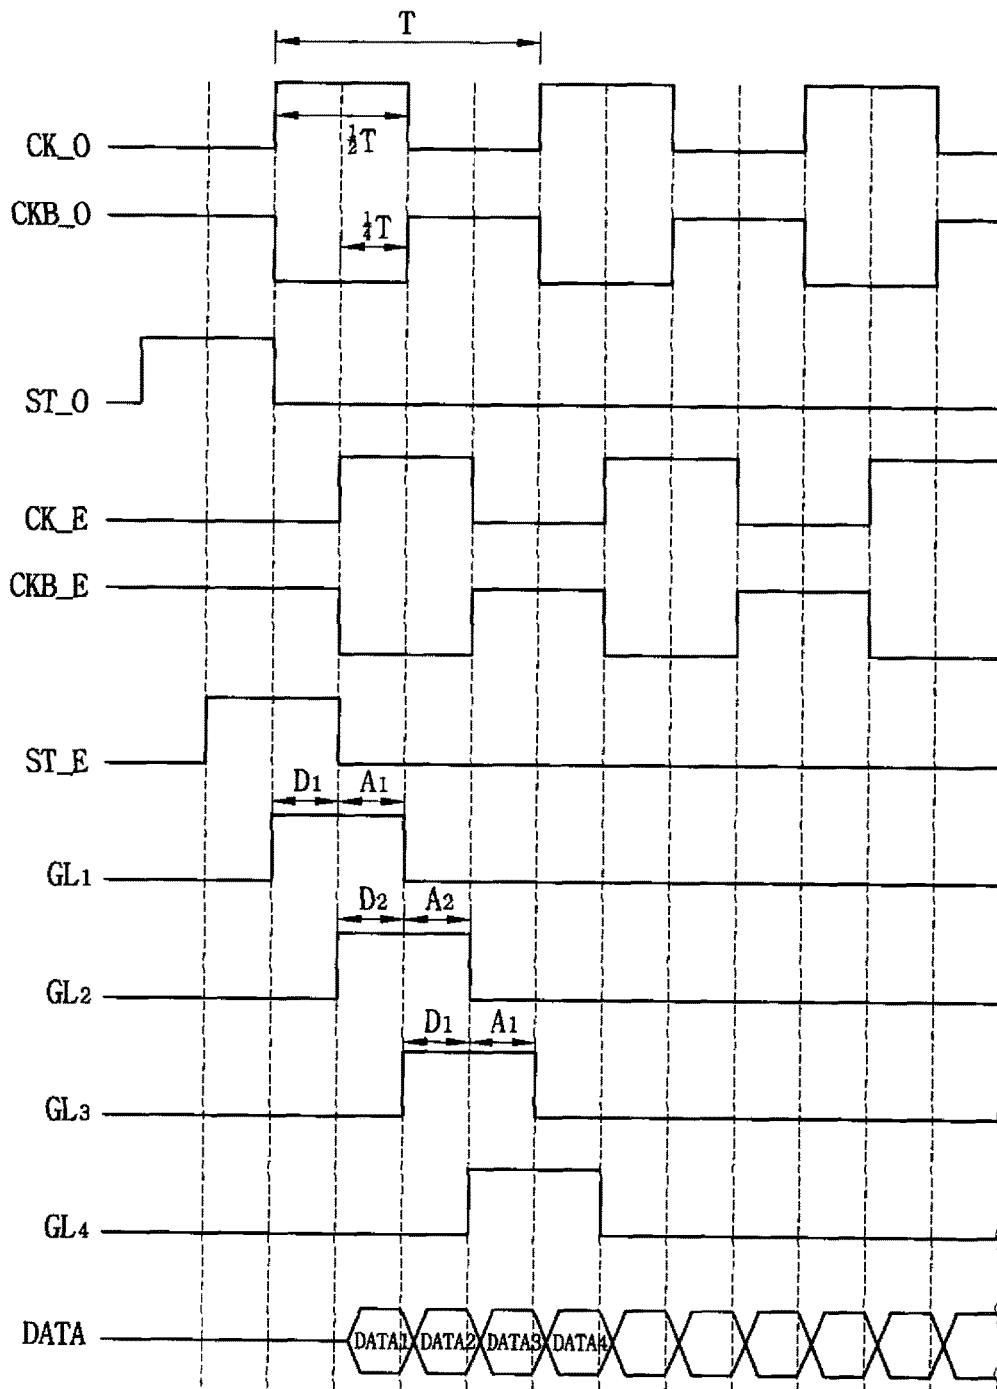 T
CK_O
½T
CKB_O
¼T
ST_O
CK_E
CKB_E
ST_E
D1 A1
GL1
D2 A2
GL2
D1 A1
GL3
GL4
DATA DATA1 DATA2 DATA3 DATA4